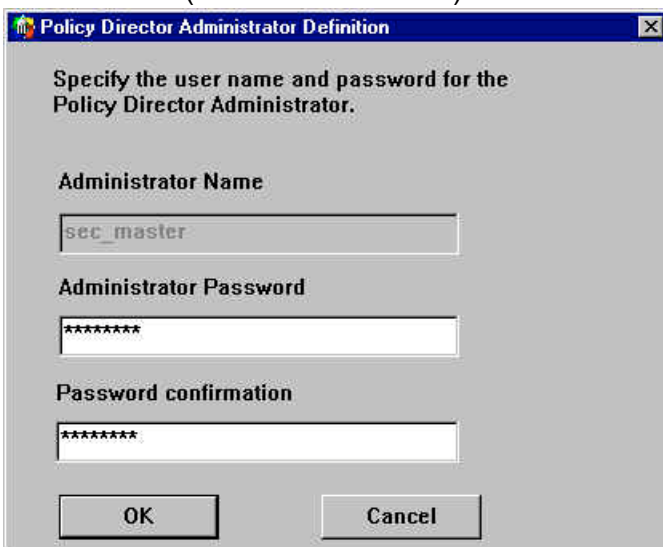 Policy Director Administrator Definition
Specify the user name and password for the
Policy Director Administrator.
Administrator Name
sec_master
Administrator Password
********
Password confirmation
********
OK
Cancel